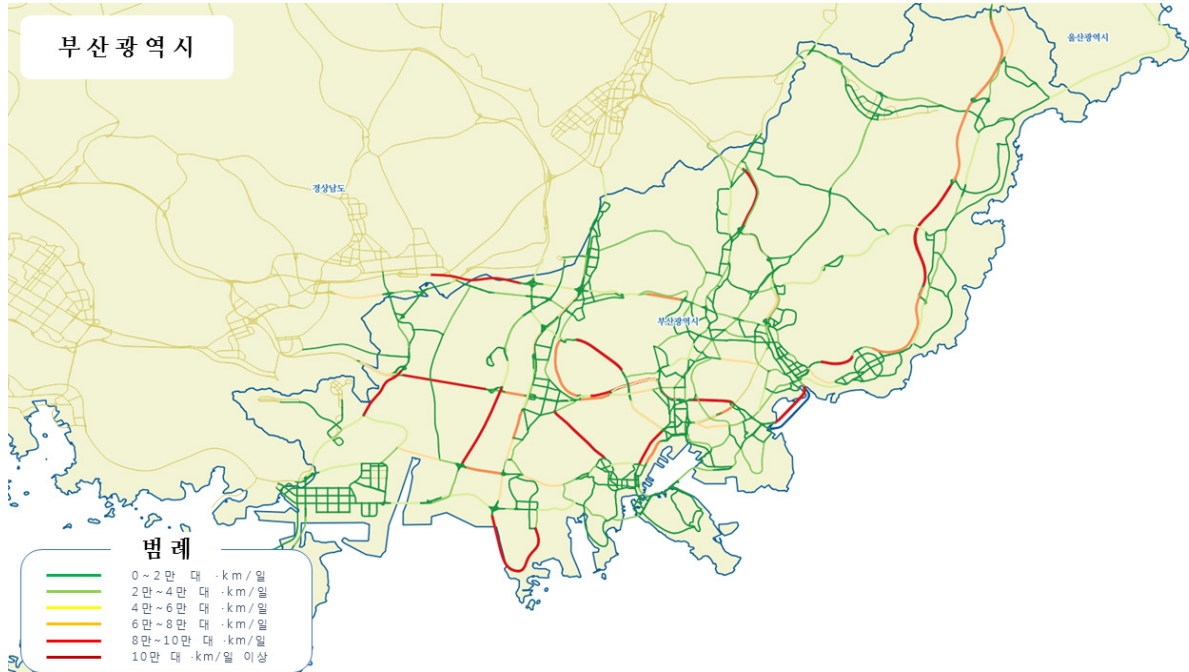 부산광역시
울산광역시
경상남도
부산광역시
범례
0~2만 대 ·km/일
2만~4만 대 ·km/일
4만~6만 대 ·km/일
6만~8만 대 ·km/일
8만~10만 대 ·km/일
10만 대 ·km/일 이상